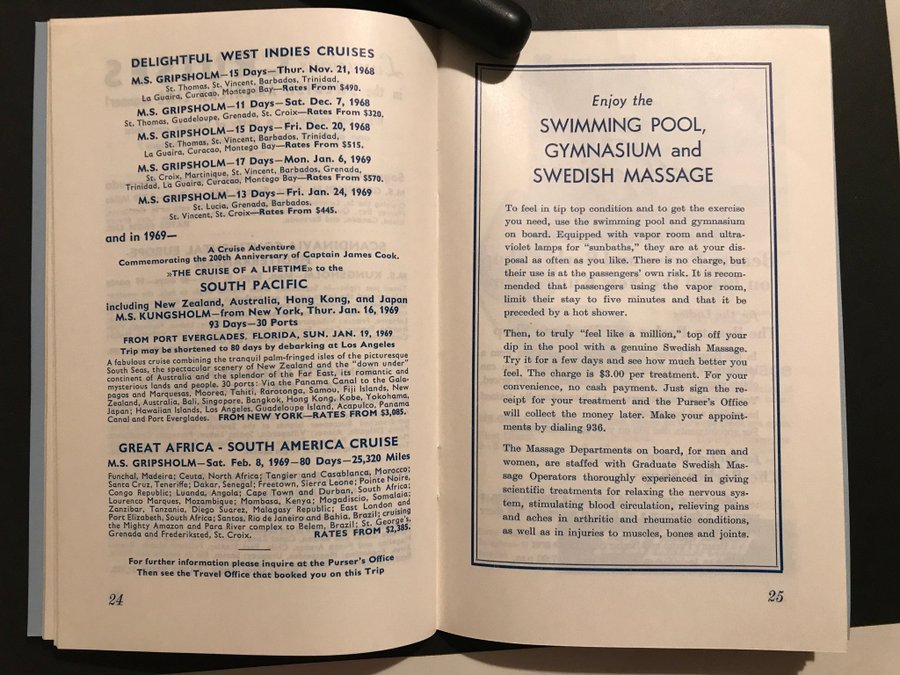 DELIGHTFUL WEST INDIES CRUISES
M.S. GRIPSHOLM—15 Days—Thur. Nov. 21, 1968
St. Thomas, St. Vincent, Barbados, Trinidad,
La Guaira, Curacao, Montego Bay—Rates From $490.
M.S. GRIPSHOLM—11 Days—Sat. Dec. 7, 1968
St. Thomas, Guadeloupe, Grenada, St. Croix—Rates From $320.
M.S. GRIPSHOLM—15 Days—Fri. Dec. 20, 1968
St. Thomas, St. Vincent, Barbados, Trinidad,
La Guaira, Curacao, Montego Bay—Rates From $515.
M.S. GRIPSHOLM—17 Days—Mon. Jan. 6, 1969
St. Croix, Martinique, St. Vincent, Barbados, Grenada,
Trinidad, La Guaira, Curacao, Montego Bay—Rates From $570.
M.S. GRIPSHOLM—13 Days—Fri. Jan. 24, 1969
St. Lucia, Grenada, Barbados,
St. Vincent, St. Croix—Rates From $445.
and in 1969—
A Cruise Adventure
Commemorating the 200th Anniversary of Captain James Cook.
»THE CRUISE OF A LIFETIME» to the
SOUTH PACIFIC
including New Zealand, Australia, Hong Kong, and Japan
M.S. KUNGSHOLM—from New York, Thur. Jan. 16, 1969
93 Days—30 Ports
FROM PORT EVERGLADES, FLORIDA, SUN. JAN. 19, 1969
Trip may be shortened to 80 days by debarking at Los Angeles
A fabulous cruise combining the tranquil palm-fringed isles of the picturesque
South Seas, the spectacular scenery of New Zealand and the "down under"
continent of Australia and the splendor of the Far East, its romantic and
mysterious lands and people. 30 ports: Via the Panama Canal to the Gala-
pagos and Marquesas, Moorea, Tahiti, Rarotonga, Samou, Fiji Islands, New
Zealand, Australia, Bali, Singapore, Bangkok, Hong Kong, Kobe, Yokohama,
Japan; Hawaiian Islands, Los Angeles, Guadeloupe Island, Acapulco, Panama
Canal and Port Everglades. FROM NEW YORK—RATES FROM $3,085.
GREAT AFRICA - SOUTH AMERICA CRUISE
M.S. GRIPSHOLM—Sat. Feb. 8, 1969—80 Days—25,320 Miles
Funchal, Madeira; Ceuta, North Africa; Tangier and Casablanca, Morocco;
Santa Cruz, Teneriffe; Dakar, Senegal; Freetown, Sierra Leone; Pointe Noire,
Congo Republic; Luanda, Angola; Cape Town and Durban, South Africa;
Lourenco Marques, Mozambique; Mombasa, Kenya; Mogadiscio, Somalia;
Zanzibar, Tanzania, Diego Suarez, Malagasy Republic; East London and
Port Elizabeth, South Africa; Santos, Rio de Janeiro and Bahia, Brazil; cruising
the Mighty Amazon and Para River complex to Belem, Brazil; St. George's,
Grenada and Frederiksted, St. Croix. RATES FROM $2,385.
For further information please inquire at the Purser's Office
Then see the Travel Office that booked you on this Trip
24
Enjoy the
SWIMMING POOL,
GYMNASIUM and
SWEDISH MASSAGE
To feel in tip top condition and to get the exercise
you need, use the swimming pool and gymnasium
on board. Equipped with vapor room and ultra-
violet lamps for "sunbaths," they are at your dis-
posal as often as you like. There is no charge, but
their use is at the passengers' own risk. It is recom-
mended that passengers using the vapor room,
limit their stay to five minutes and that it be
preceded by a hot shower.
Then, to truly "feel like a million," top off your
dip in the pool with a genuine Swedish Massage.
Try it for a few days and see how much better you
feel. The charge is $3.00 per treatment. For your
convenience, no cash payment. Just sign the re-
ceipt for your treatment and the Purser's Office
will collect the money later. Make your appoint-
ments by dialing 936.
The Massage Departments on board, for men and
women, are staffed with Graduate Swedish Mas-
sage Operators thoroughly experienced in giving
scientific treatments for relaxing the nervous sys-
tem, stimulating blood circulation, relieving pains
and aches in arthritic and rheumatic conditions,
as well as in injuries to muscles, bones and joints.
25